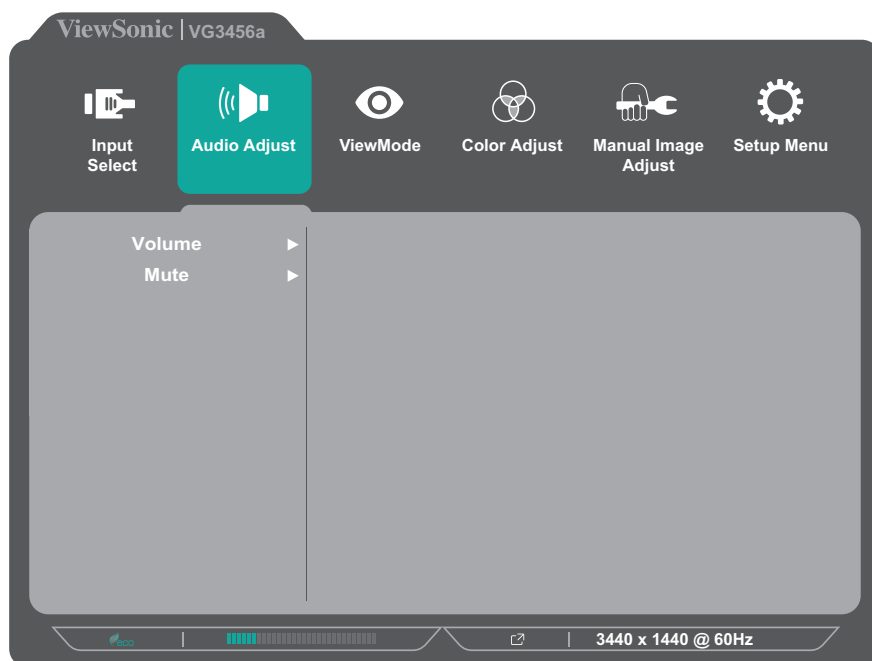 ViewSonic | VG3456a
Input
Select
Audio Adjust
ViewMode
Color Adjust
Manual Image
Adjust
Setup Menu
Volume
Mute
eco
3440 x 1440 @ 60Hz